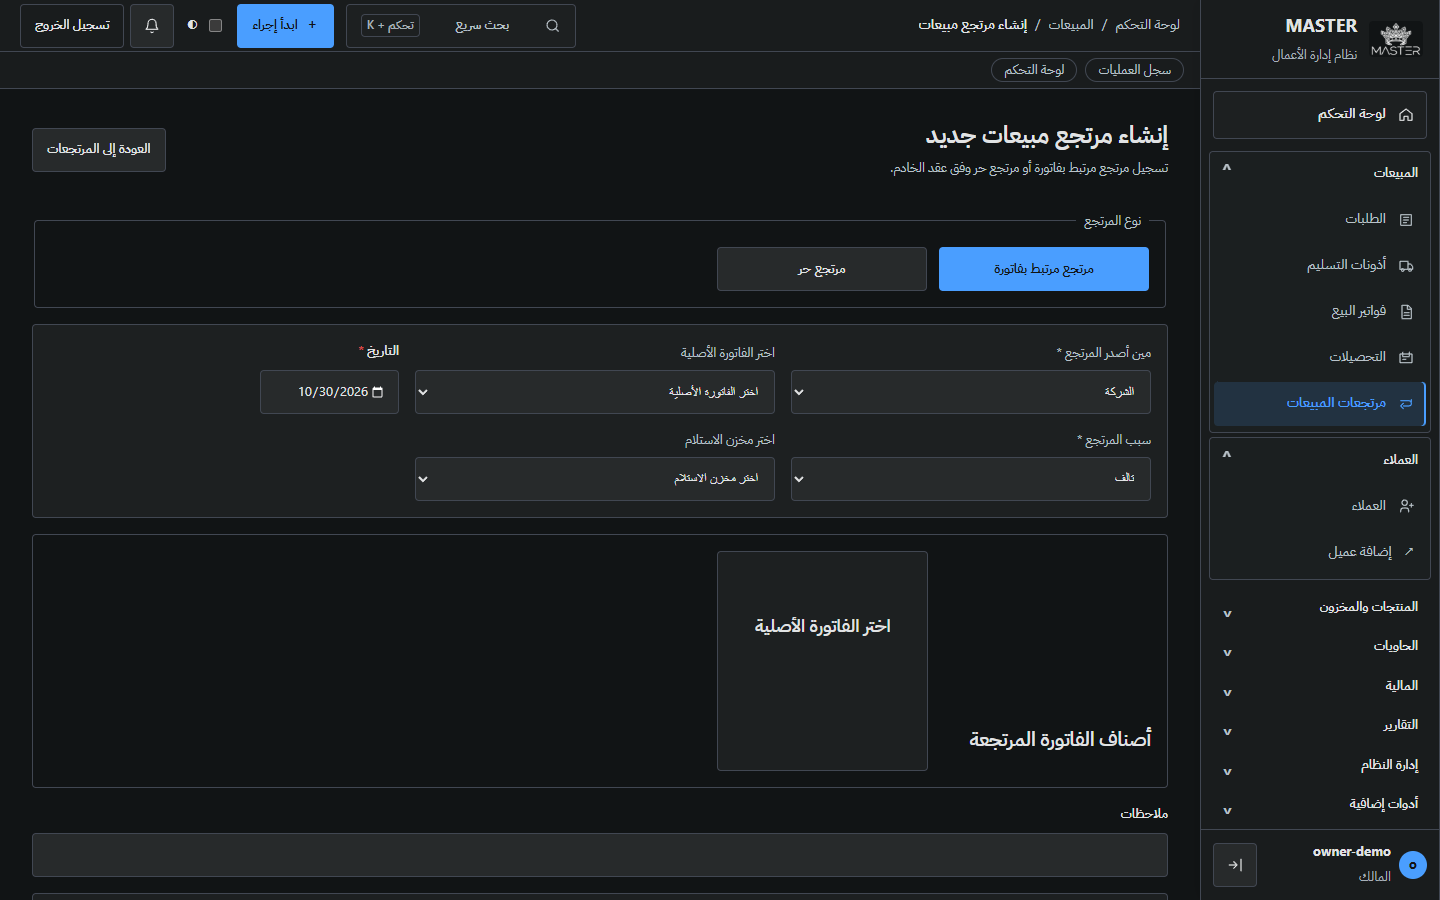 MASTER
نظام إدارة الأعمال
MASTER
لوحة التحكم
المبيعات
الطلبات
أذونات التسليم
فواتير البيع
التحصيلات
مرتجعات المبيعات
العملاء
العملاء
إضافة عميل
المنتجات والمخزون
الحاويات
المالية
التقارير
إدارة النظام
أدوات إضافية
owner-demo
المالك
o
لوحة التحكم / المبيعات / إنشاء مرتجع مبيعات
بحث سريع
تحكم + K
+ ابدأ إجراء
تسجيل الخروج
سجل العمليات
لوحة التحكم
إنشاء مرتجع مبيعات جديد
تسجيل مرتجع مرتبط بفاتورة أو مرتجع حر وفق عقد الخادم.
العودة إلى المرتجعات
نوع المرتجع
مرتجع مرتبط بفاتورة
مرتجع حر
مين أصدر المرتجع *
الشركة
اختر الفاتورة الأصلية
اختر الفاتورة الأصلية
التاريخ *
10/30/2026
سبب المرتجع *
تالف
اختر مخزن الاستلام
اختر مخزن الاستلام
أصناف الفاتورة المرتجعة
اختر الفاتورة الأصلية
ملاحظات